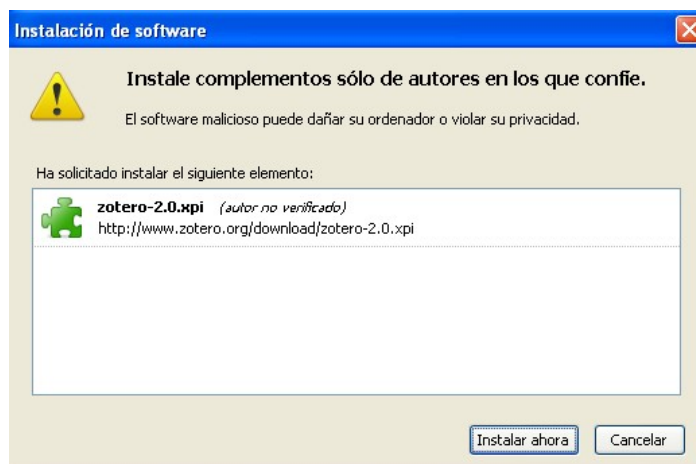 Instalación de software
Instale complementos sólo de autores en los que confíe.
El software malicioso puede dañar su ordenador o violar su privacidad.
Ha solicitado instalar el siguiente elemento:
zotero-2.0.xpi (autor no verificado)
http://www.zotero.org/download/zotero-2.0.xpi
Instalar ahora Cancelar